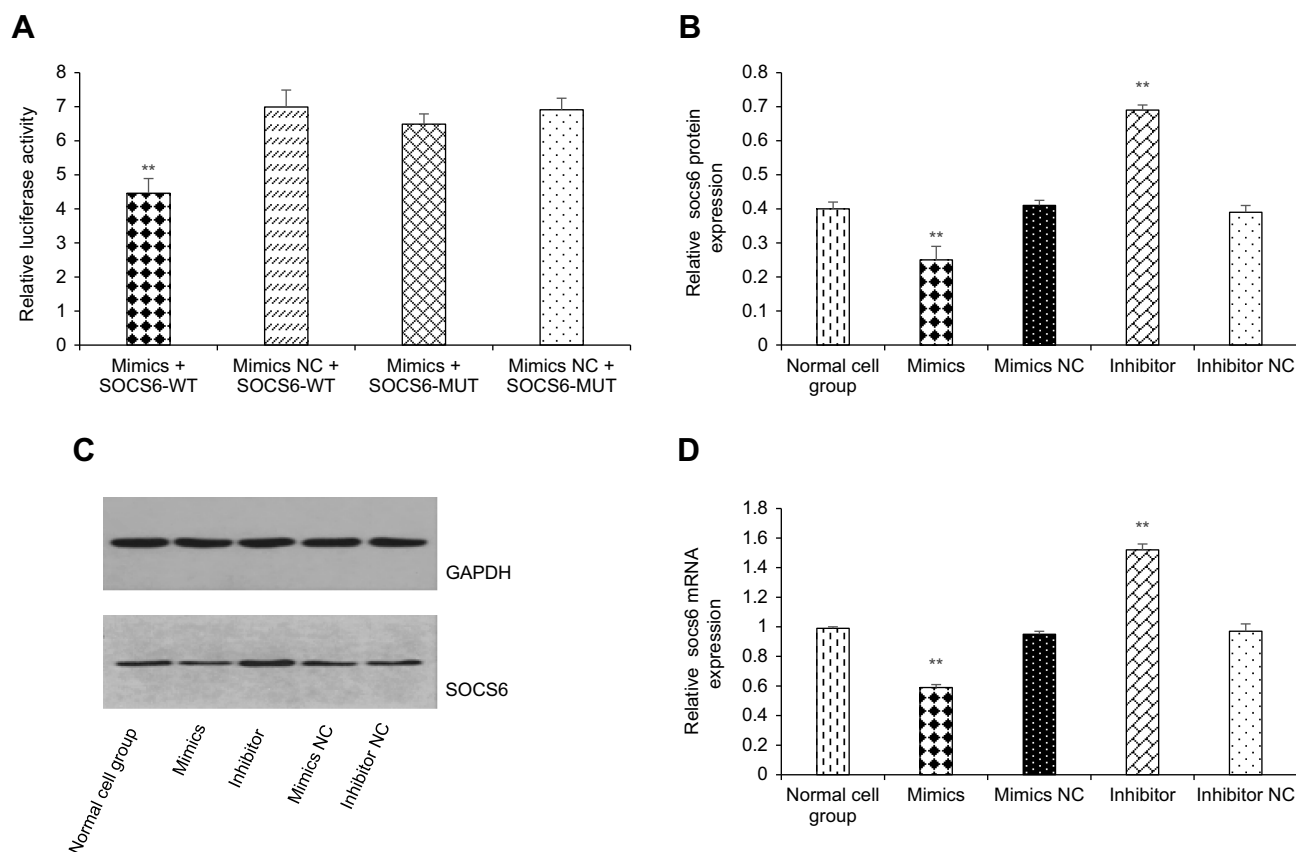 A
Relative luciferase activity
8
7
6
5
4
3
2
1
0
**
Mimics +
SOCS6-WT
Mimics NC +
SOCS6-WT
Mimics +
SOCS6-MUT
Mimics NC +
SOCS6-MUT
B
Relative socs6 protein
expression
0.8
0.7
0.6
0.5
0.4
0.3
0.2
0.1
0
**
**
Normal cell
group
Mimics
Mimics NC
Inhibitor
Inhibitor NC
C
GAPDH
SOCS6
Normal cell group
Mimics
Inhibitor
Mimics NC
Inhibitor NC
D
Relative socs6 mRNA
expression
1.8
1.6
1.4
1.2
1
0.8
0.6
0.4
0.2
0
**
**
Normal cell
group
Mimics
Mimics NC
Inhibitor
Inhibitor NC